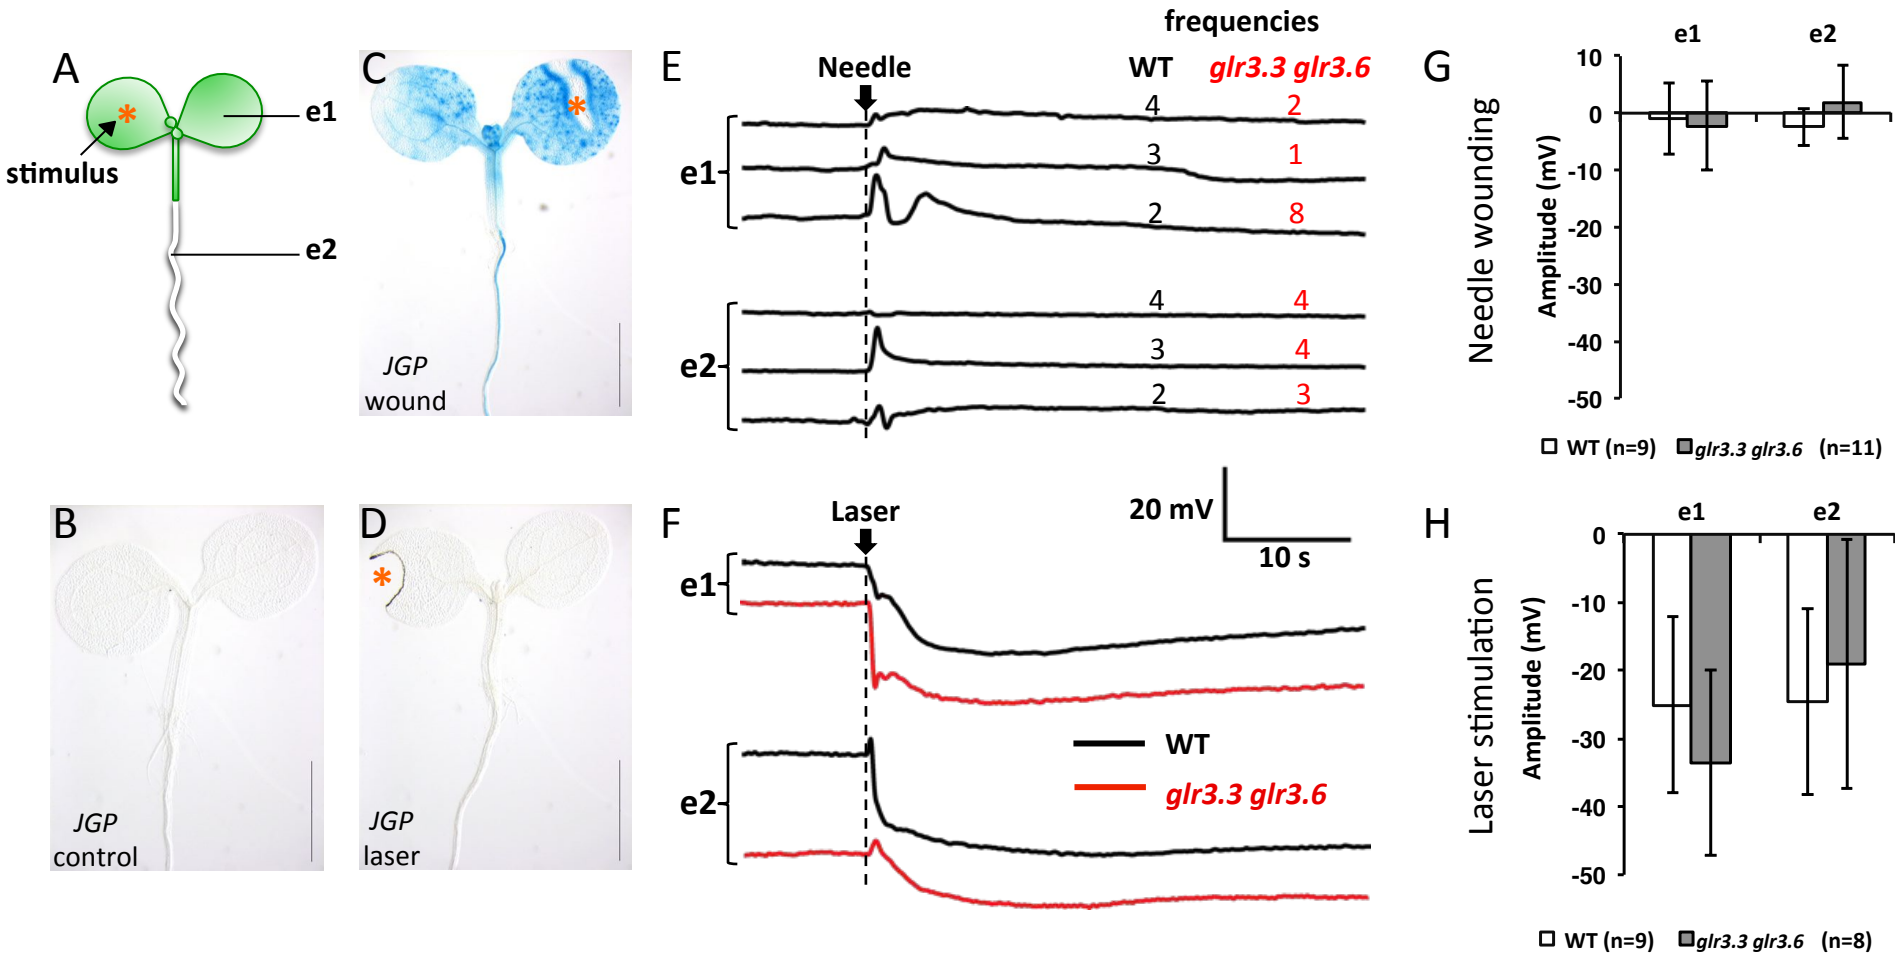 A
stimulus
*
e1
e2
B
JGP
control
C
*
JGP
wound
D
*
JGP
laser
E
frequencies
Needle
WT
glr3.3 glr3.6
e1
4 2
3 1
2 8
e2
4 4
3 4
2 3
F
Laser
20 mV
10 s
e1
e2
WT
glr3.3 glr3.6
G
Needle wounding
Amplitude (mV)
e1 e2
10
0
-10
-20
-30
-40
-50
WT (n=9) glr3.3 glr3.6 (n=11)
H
Laser stimulation
Amplitude (mV)
e1 e2
0
-10
-20
-30
-40
-50
WT (n=9) glr3.3 glr3.6 (n=8)